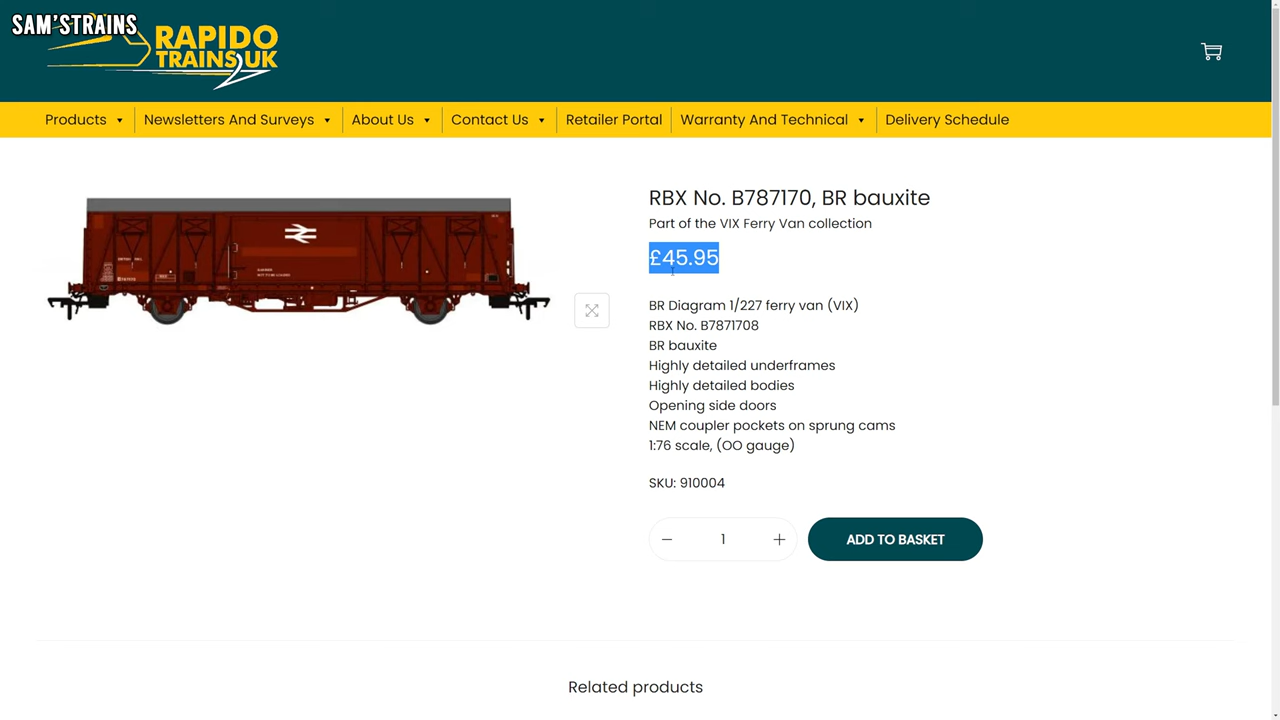 SAM'STRAINS
RAPIDO
TRAINS UK
Products
Newsletters And Surveys
About Us
Contact Us
Retailer Portal
Warranty And Technical
Delivery Schedule
RBX No. B787170, BR bauxite
Part of the VIX Ferry Van collection
£45.95
BR Diagram 1/227 ferry van (VIX)
RBX No. B7871708
BR bauxite
Highly detailed underframes
Highly detailed bodies
Opening side doors
NEM coupler pockets on sprung cams
1:76 scale, (OO gauge)
SKU: 910004
1
ADD TO BASKET
Related products